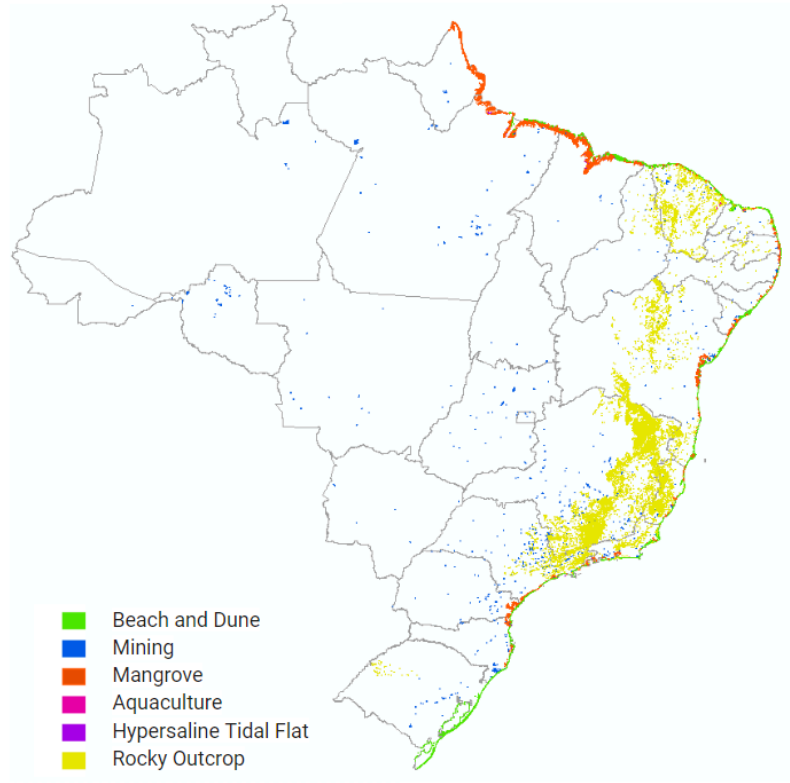 Beach and Dune
Mining
Mangrove
Aquaculture
Hypersaline Tidal Flat
Rocky Outcrop